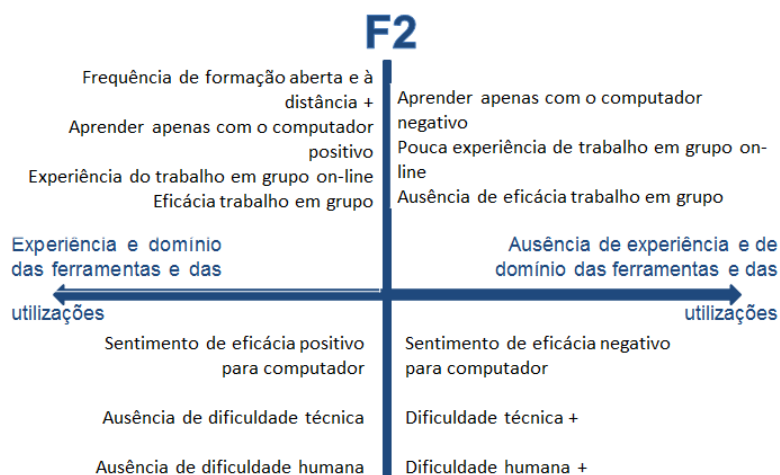 F2
Frequência de formação aberta e à
distância +
Aprender apenas com o computador
positivo
Experiência do trabalho em grupo on-line
Eficácia trabalho em grupo
Aprender apenas com o computador
negativo
Pouca experiência de trabalho em grupo on-
line
Ausência de eficácia trabalho em grupo
Experiência e domínio
das ferramentas e das
utilizações
Ausência de experiência e de
domínio das ferramentas e das
utilizações
Sentimento de eficácia positivo
para computador
Ausência de dificuldade técnica
Ausência de dificuldade humana
Sentimento de eficácia negativo
para computador
Dificuldade técnica +
Dificuldade humana +